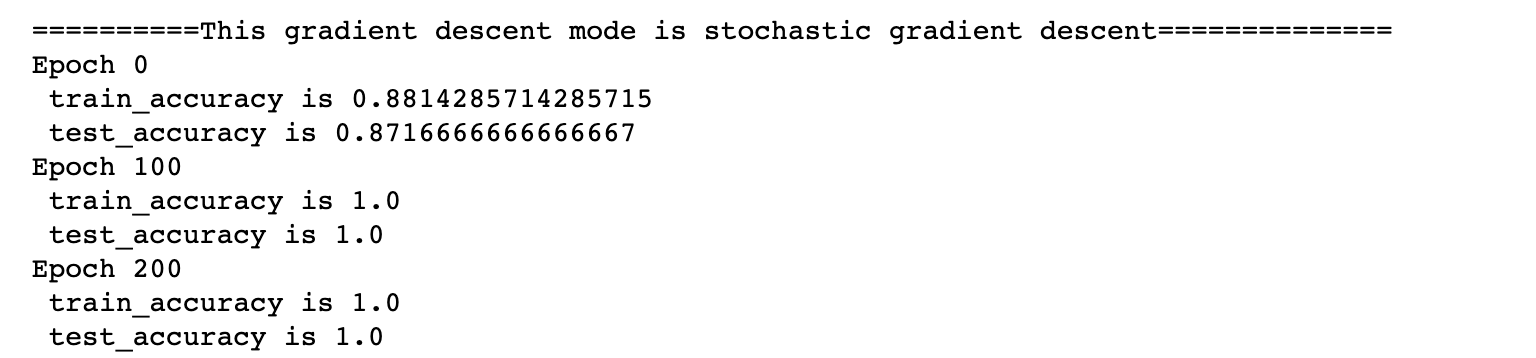 ==========This gradient descent mode is stochastic gradient descent==============
Epoch 0
 train_accuracy is 0.8814285714285715
 test_accuracy is 0.8716666666666667
Epoch 100
 train_accuracy is 1.0
 test_accuracy is 1.0
Epoch 200
 train_accuracy is 1.0
 test_accuracy is 1.0